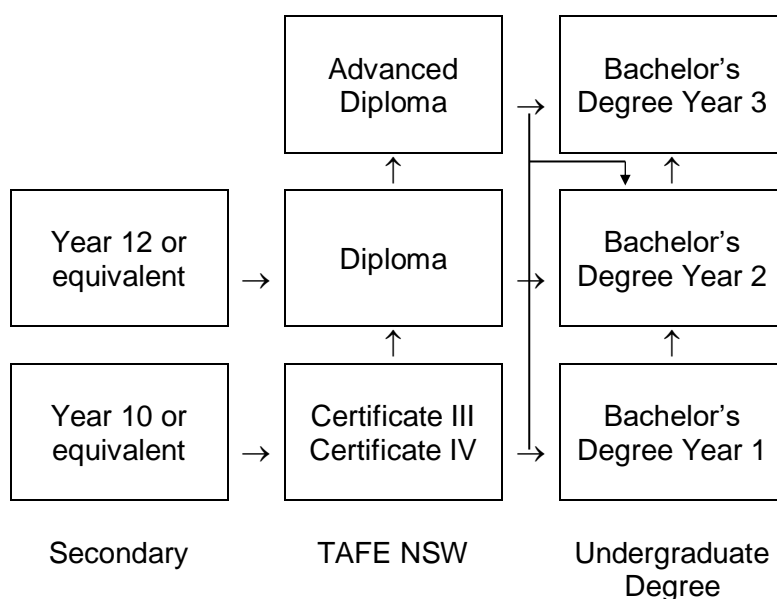 Advanced
Diploma
Bachelor's
Degree Year 3
Year 12 or
equivalent
Diploma
Bachelor's
Degree Year 2
Year 10 or
equivalent
Certificate III
Certificate IV
Bachelor's
Degree Year 1
Secondary
TAFE NSW
Undergraduate
Degree